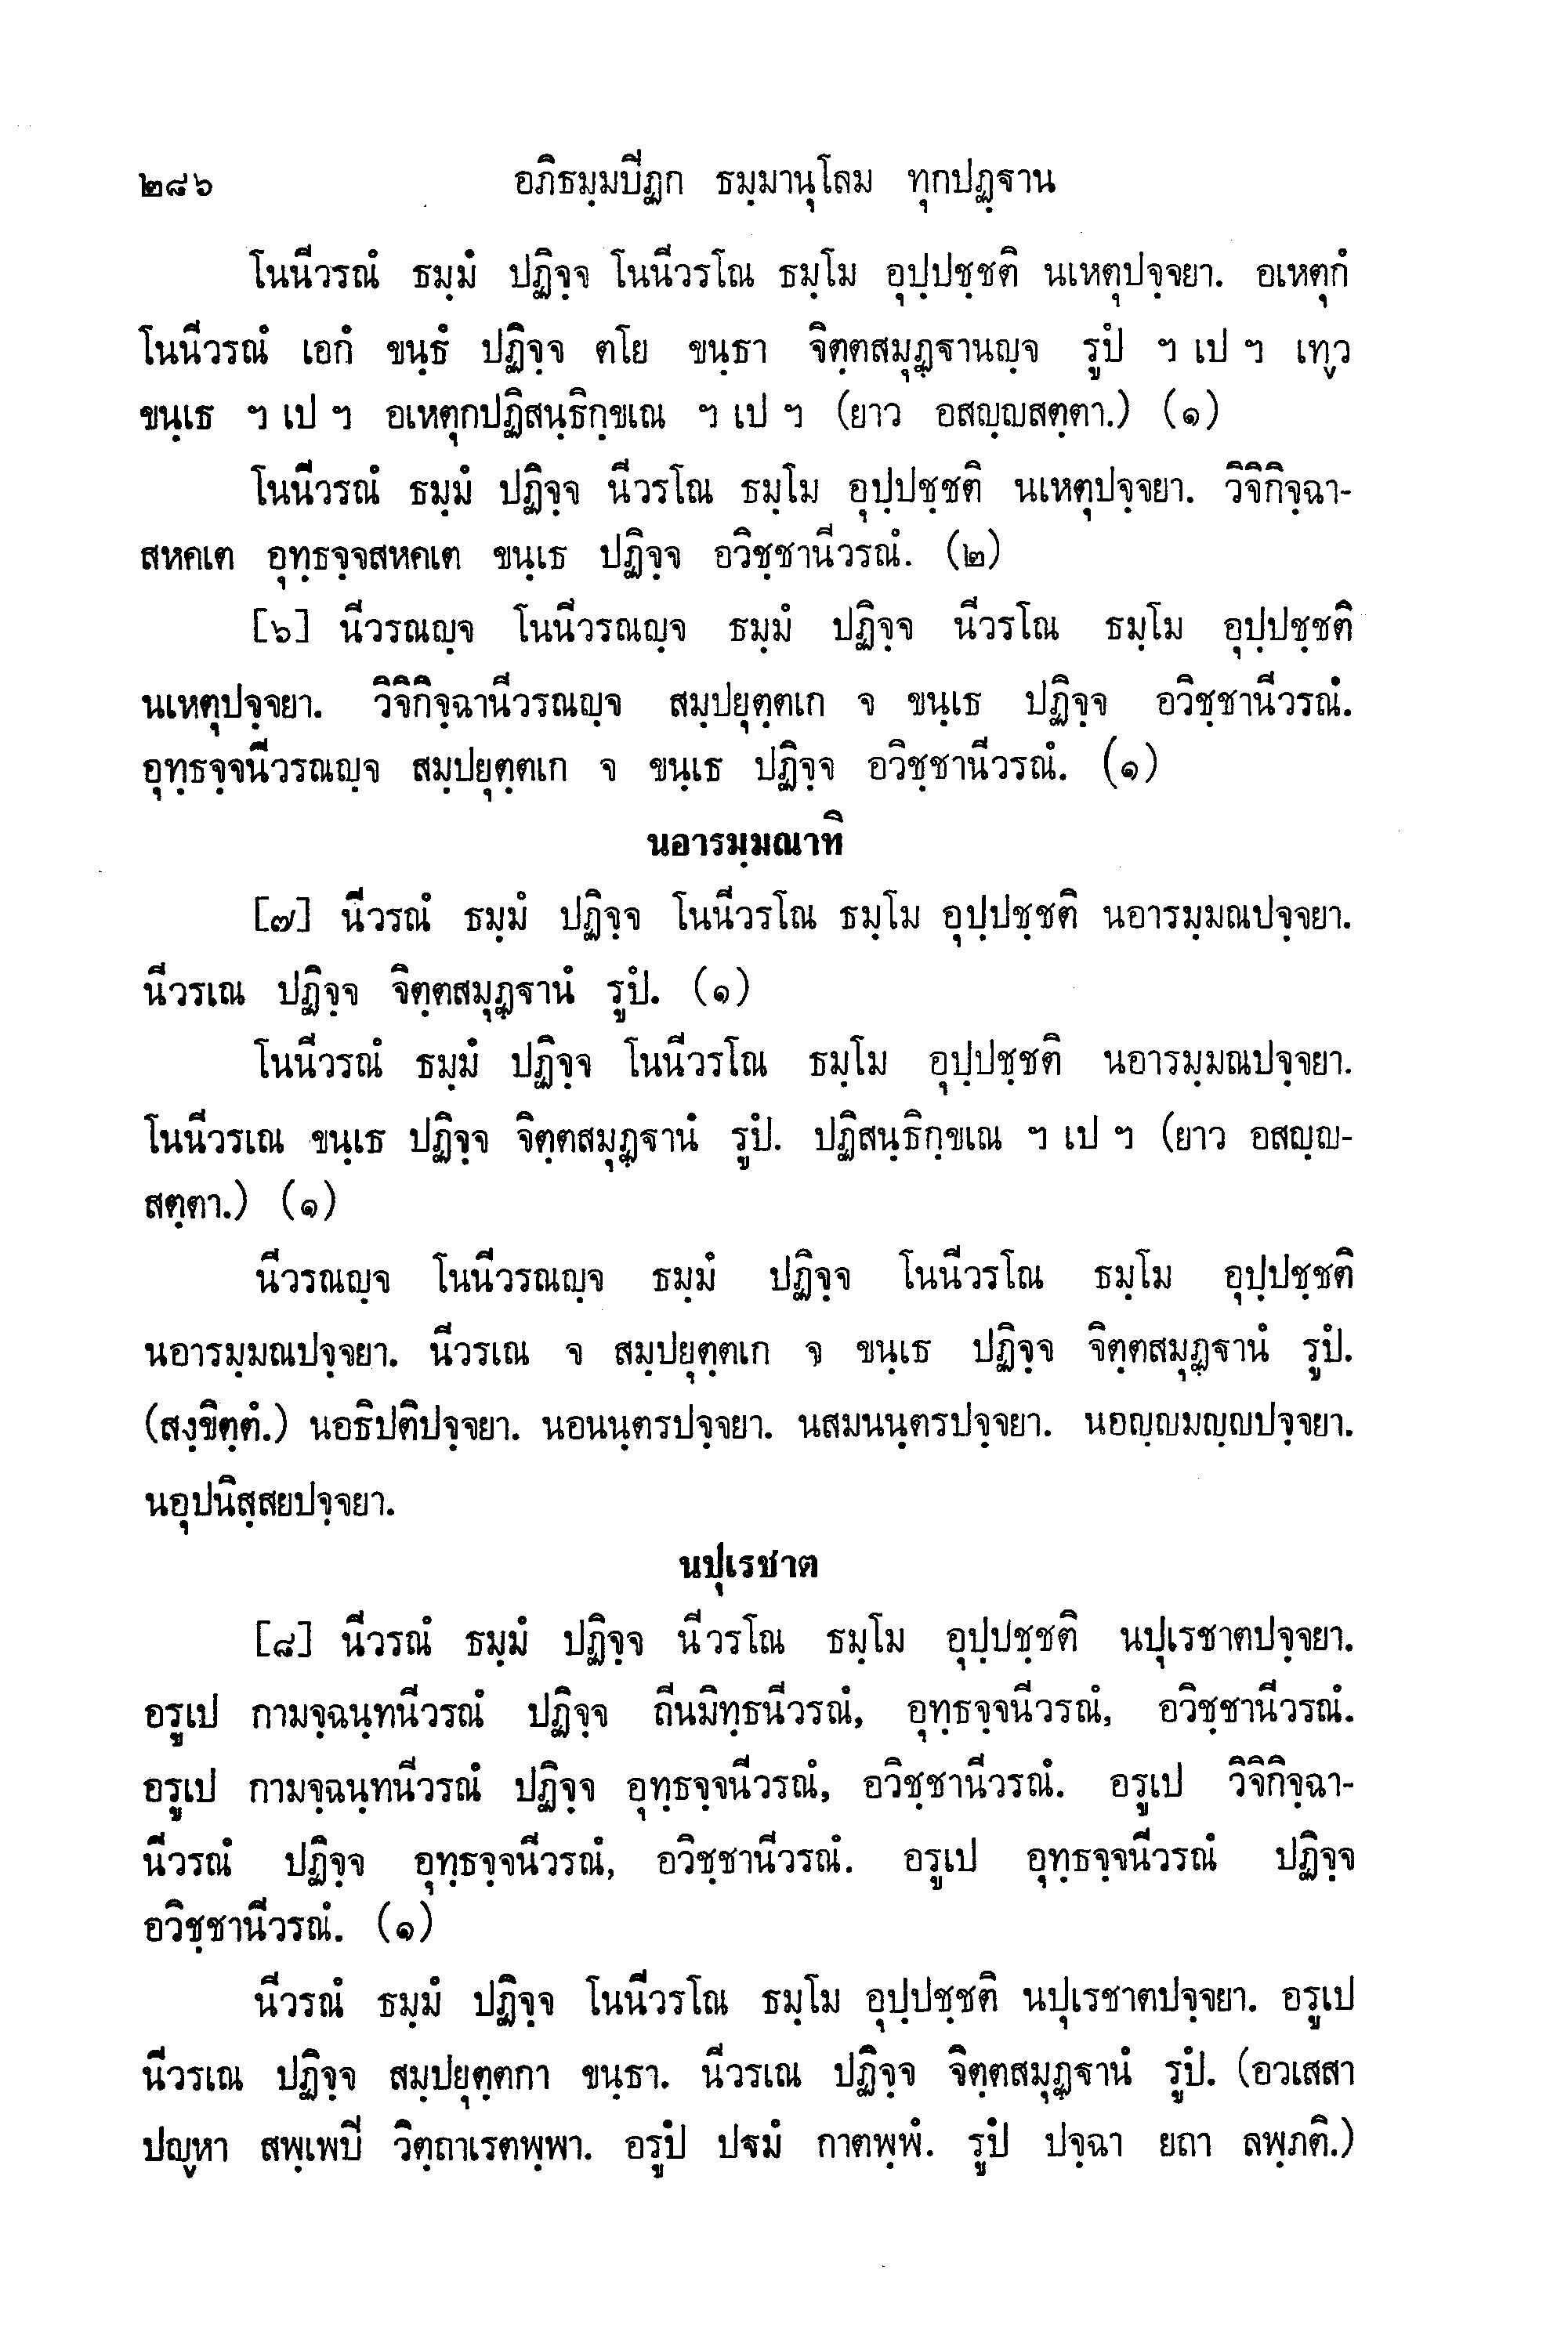 ๒๘๖ อภิธมฺมปีฏก ธมฺมานุโลม ทุกปฏฺฐาน
โนนีวรณํ ธมฺมํ ปฏิจฺจ โนนีวรโณ ธมฺโม อุปฺปชฺชติ นเหตุปจฺจยา. อเหตุกํ
โนนีวรณํ เอกํ ขนฺธํ ปฏิจฺจ ตโย ขนฺธา จิตฺตสมุฏฺฐานญฺจ รูปํ ฯ เป ฯ เทฺว
ขนฺเธ ฯ เป ฯ อเหตุกปฏิสนฺธิกฺขเณ ฯ เป ฯ (ยาว อสญฺญสตฺตา.) (๑)
โนนีวรณํ ธมฺมํ ปฏิจฺจ นีวรโณ ธมฺโม อุปฺปชฺชติ นเหตุปจฺจยา. วิจิกิจฺฉา-
สหคเต อุทฺธจฺจสหคเต ขนฺเธ ปฏิจฺจ อวิชฺชานีวรณํ. (๒)
[๖] นีวรณญฺจ โนนีวรณญฺจ ธมฺมํ ปฏิจฺจ นีวรโณ ธมฺโม อุปฺปชฺชติ
นเหตุปจฺจยา. วิจิกิจฺฉานีวรณญฺจ สมฺปยุตฺตเก จ ขนฺเธ ปฏิจฺจ อวิชฺชานีวรณํ.
อุทฺธจฺจนีวรณญฺจ สมฺปยุตฺตเก จ ขนฺเธ ปฏิจฺจ อวิชฺชานีวรณํ. (๑)
นอารมฺมณาทิ
[๗] นีวรณํ ธมฺมํ ปฏิจฺจ โนนีวรโณ ธมฺโม อุปฺปชฺชติ นอารมฺมณปจฺจยา.
นีวรเณ ปฏิจฺจ จิตฺตสมุฏฺฐานํ รูปํ. (๑)
โนนีวรณํ ธมฺมํ ปฏิจฺจ โนนีวรโณ ธมฺโม อุปฺปชฺชติ นอารมฺมณปจฺจยา.
โนนีวรเณ ขนฺเธ ปฏิจฺจ จิตฺตสมุฏฺฐานํ รูปํ. ปฏิสนฺธิกฺขเณ ฯ เป ฯ (ยาว อสญฺญ-
สตฺตา.) (๑)
นีวรณญฺจ โนนีวรณญฺจ ธมฺมํ ปฏิจฺจ โนนีวรโณ ธมฺโม อุปฺปชฺชติ
นอารมฺมณปจฺจยา. นีวรเณ จ สมฺปยุตฺตเก จ ขนฺเธ ปฏิจฺจ จิตฺตสมุฏฺฐานํ รูปํ.
(สงฺขิตฺตํ.) นอธิปติปจฺจยา. นอนนฺตรปจฺจยา. นสมนนฺตรปจฺจยา. นอญฺญมญฺญปจฺจยา.
นอุปนิสฺสยปจฺจยา.
นปุเรชาต
[๘] นีวรณํ ธมฺมํ ปฏิจฺจ นีวรโณ ธมฺโม อุปฺปชฺชติ นปุเรชาตปจฺจยา.
อรูเป กามจฺฉนฺทนีวรณํ ปฏิจฺจ ถีนมิทฺธนีวรณํ, อุทฺธจฺจนีวรณํ, อวิชฺชานีวรณํ.
อรูเป กามจฺฉนฺทนีวรณํ ปฏิจฺจ อุทฺธจฺจนีวรณํ, อวิชฺชานีวรณํ. อรูเป วิจิกิจฺฉา-
นีวรณํ ปฏิจฺจ อุทฺธจฺจนีวรณํ, อวิชฺชานีวรณํ. อรูเป อุทฺธจฺจนีวรณํ ปฏิจฺจ
อวิชฺชานีวรณํ. (๑)
นีวรณํ ธมฺมํ ปฏิจฺจ โนนีวรโณ ธมฺโม อุปฺปชฺชติ นปุเรชาตปจฺจยา. อรูเป
นีวรเณ ปฏิจฺจ สมฺปยุตฺตกา ขนฺธา. นีวรเณ ปฏิจฺจ จิตฺตสมุฏฺฐานํ รูปํ. (อวเสสา
ปญฺหา สพฺเพปิ วิตฺถาเรตพฺพา. อรูปํ ปฐมํ กาตพฺพํ. รูปํ ปจฺฉา ยถา ลพฺภติ.)